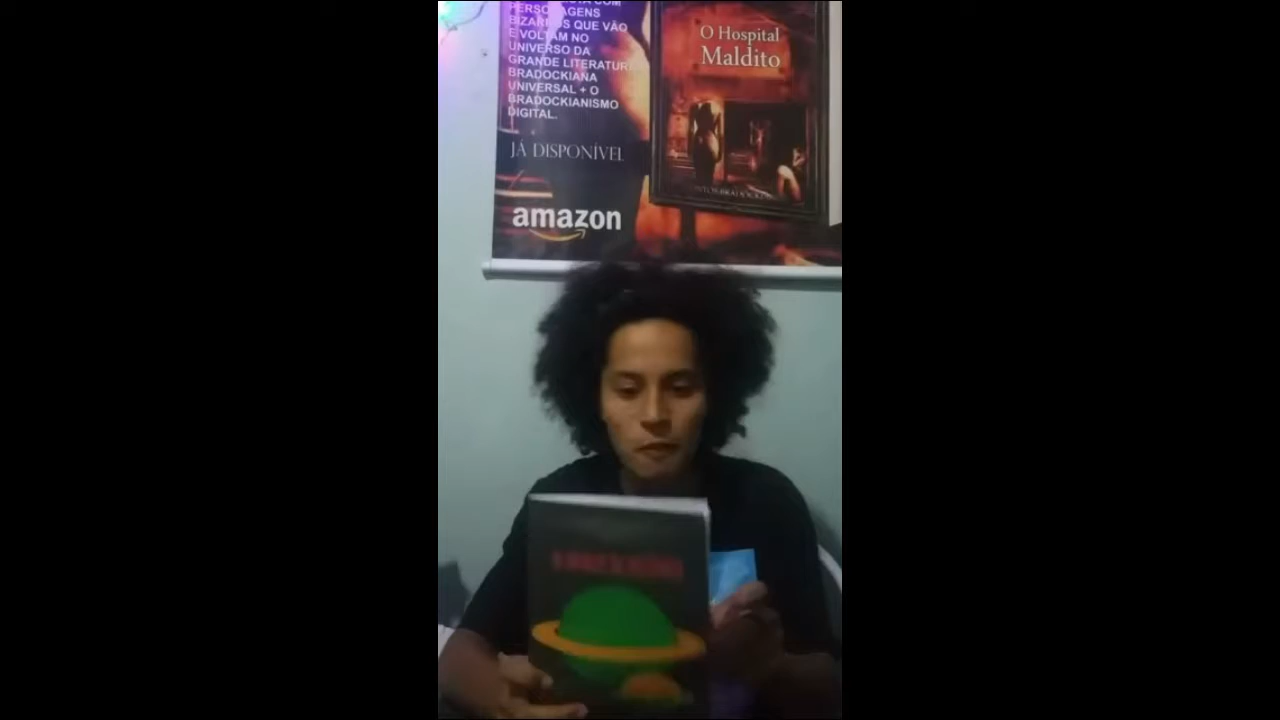 PERSONAGENS
BIZARROS QUE VÃO
E VOLTAM NO
UNIVERSO DA
GRANDE LITERATURA
BRADOCKIANA
UNIVERSAL + O
BRADOCKIANISMO
DIGITAL.
JÁ DISPONÍVEL
amazon
O Hospital
Maldito